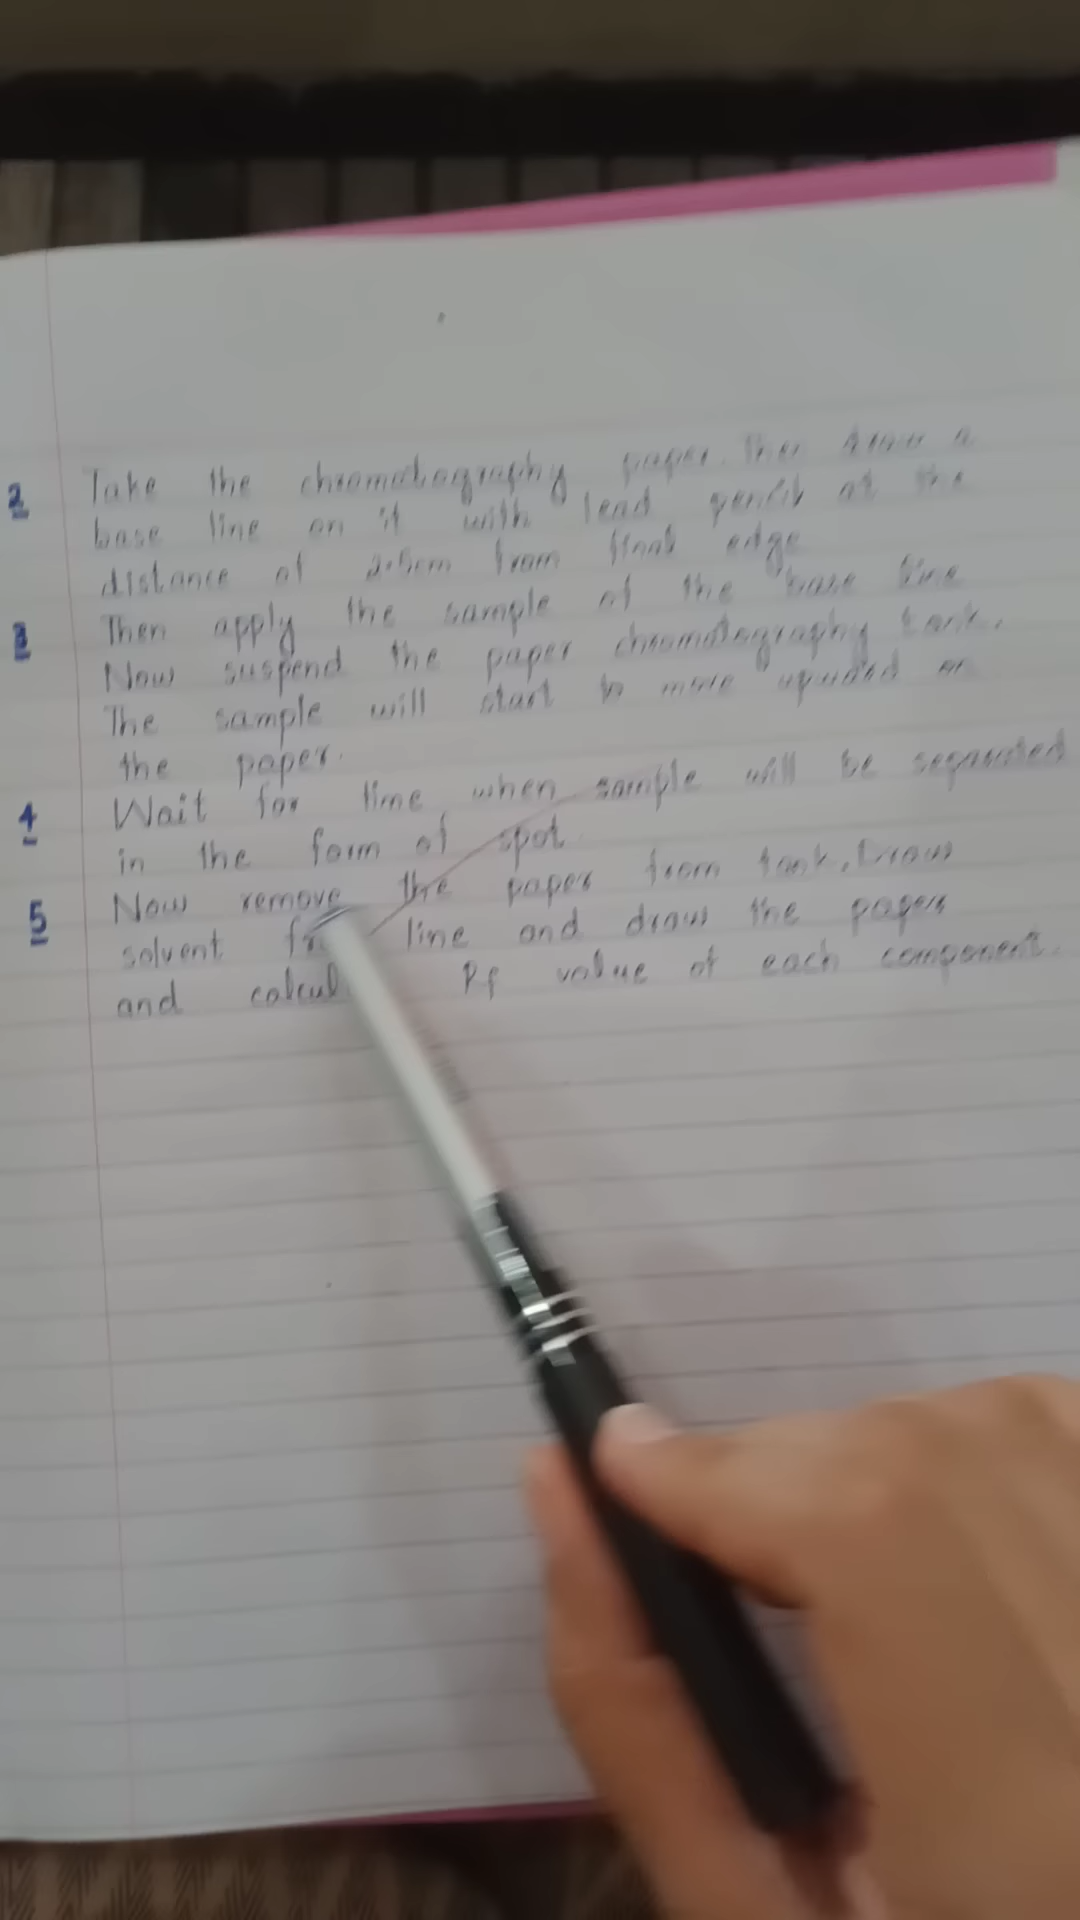 2 Take the chromatography paper. Then draw a
base line on it with lead pencil at the
distance of 2.5cm from final edge
3 Then apply the sample of the base line
Now suspend the paper chromatography tank.
The sample will start to move upward on
the paper.
4 Wait for time when sample will be separated
in the form of spot.
5 Now remove the paper from tank. Draw
solvent line and draw the paper
and Rf value of each component.